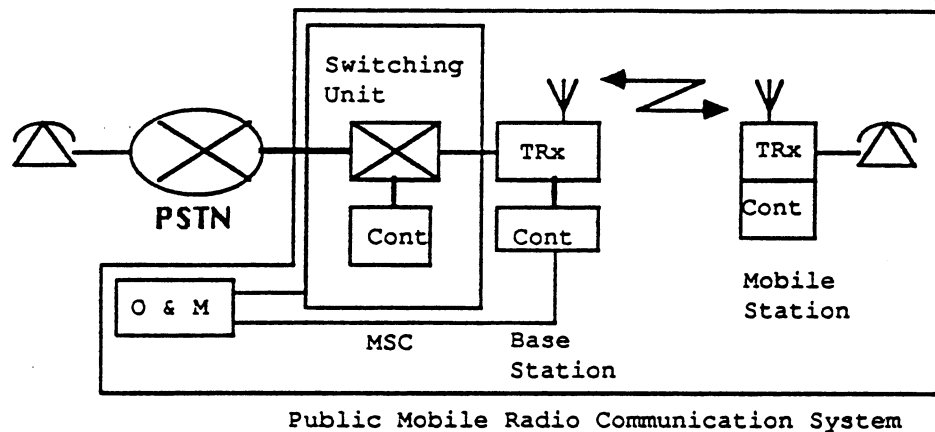 Switching
Unit
TRx
TRx
PSTN
Cont
Cont
Cont
O & M
Mobile
Station
MSC
Base
Station
Public Mobile Radio Communication System